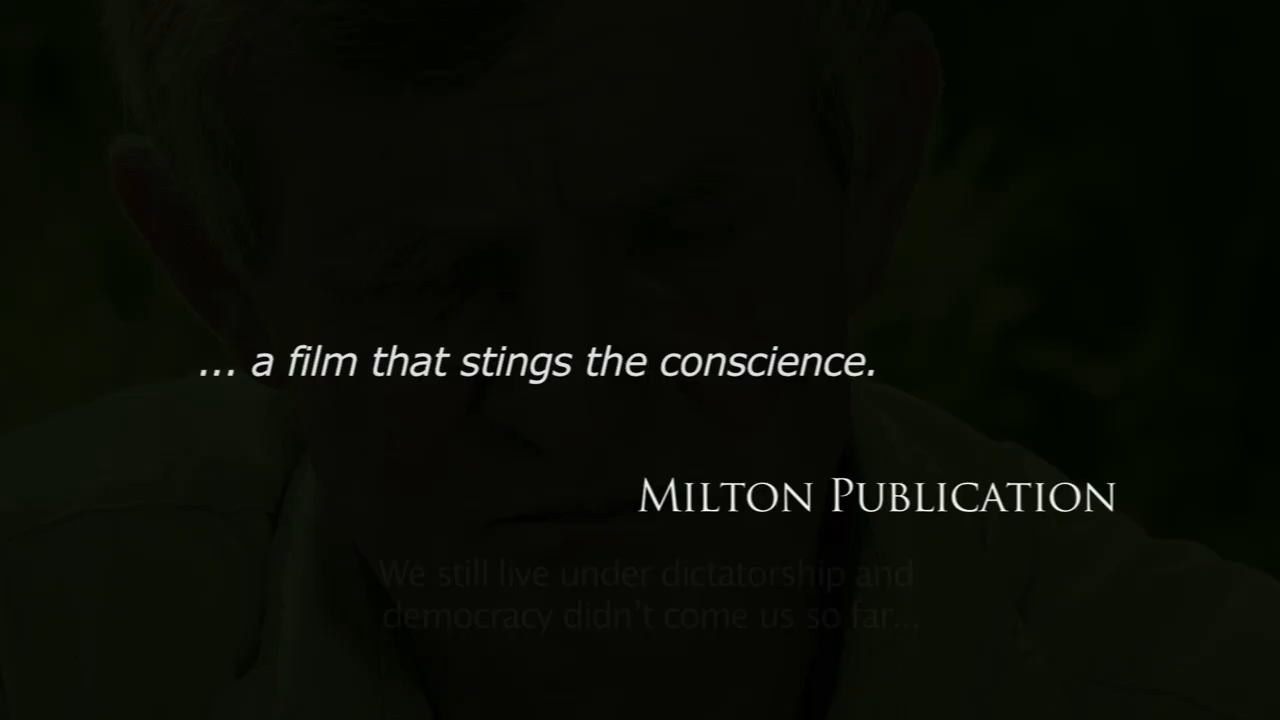 ... a film that stings the conscience.
MILTON PUBLICATION
We still live under dictatorship and
democracy didn't come us so far...